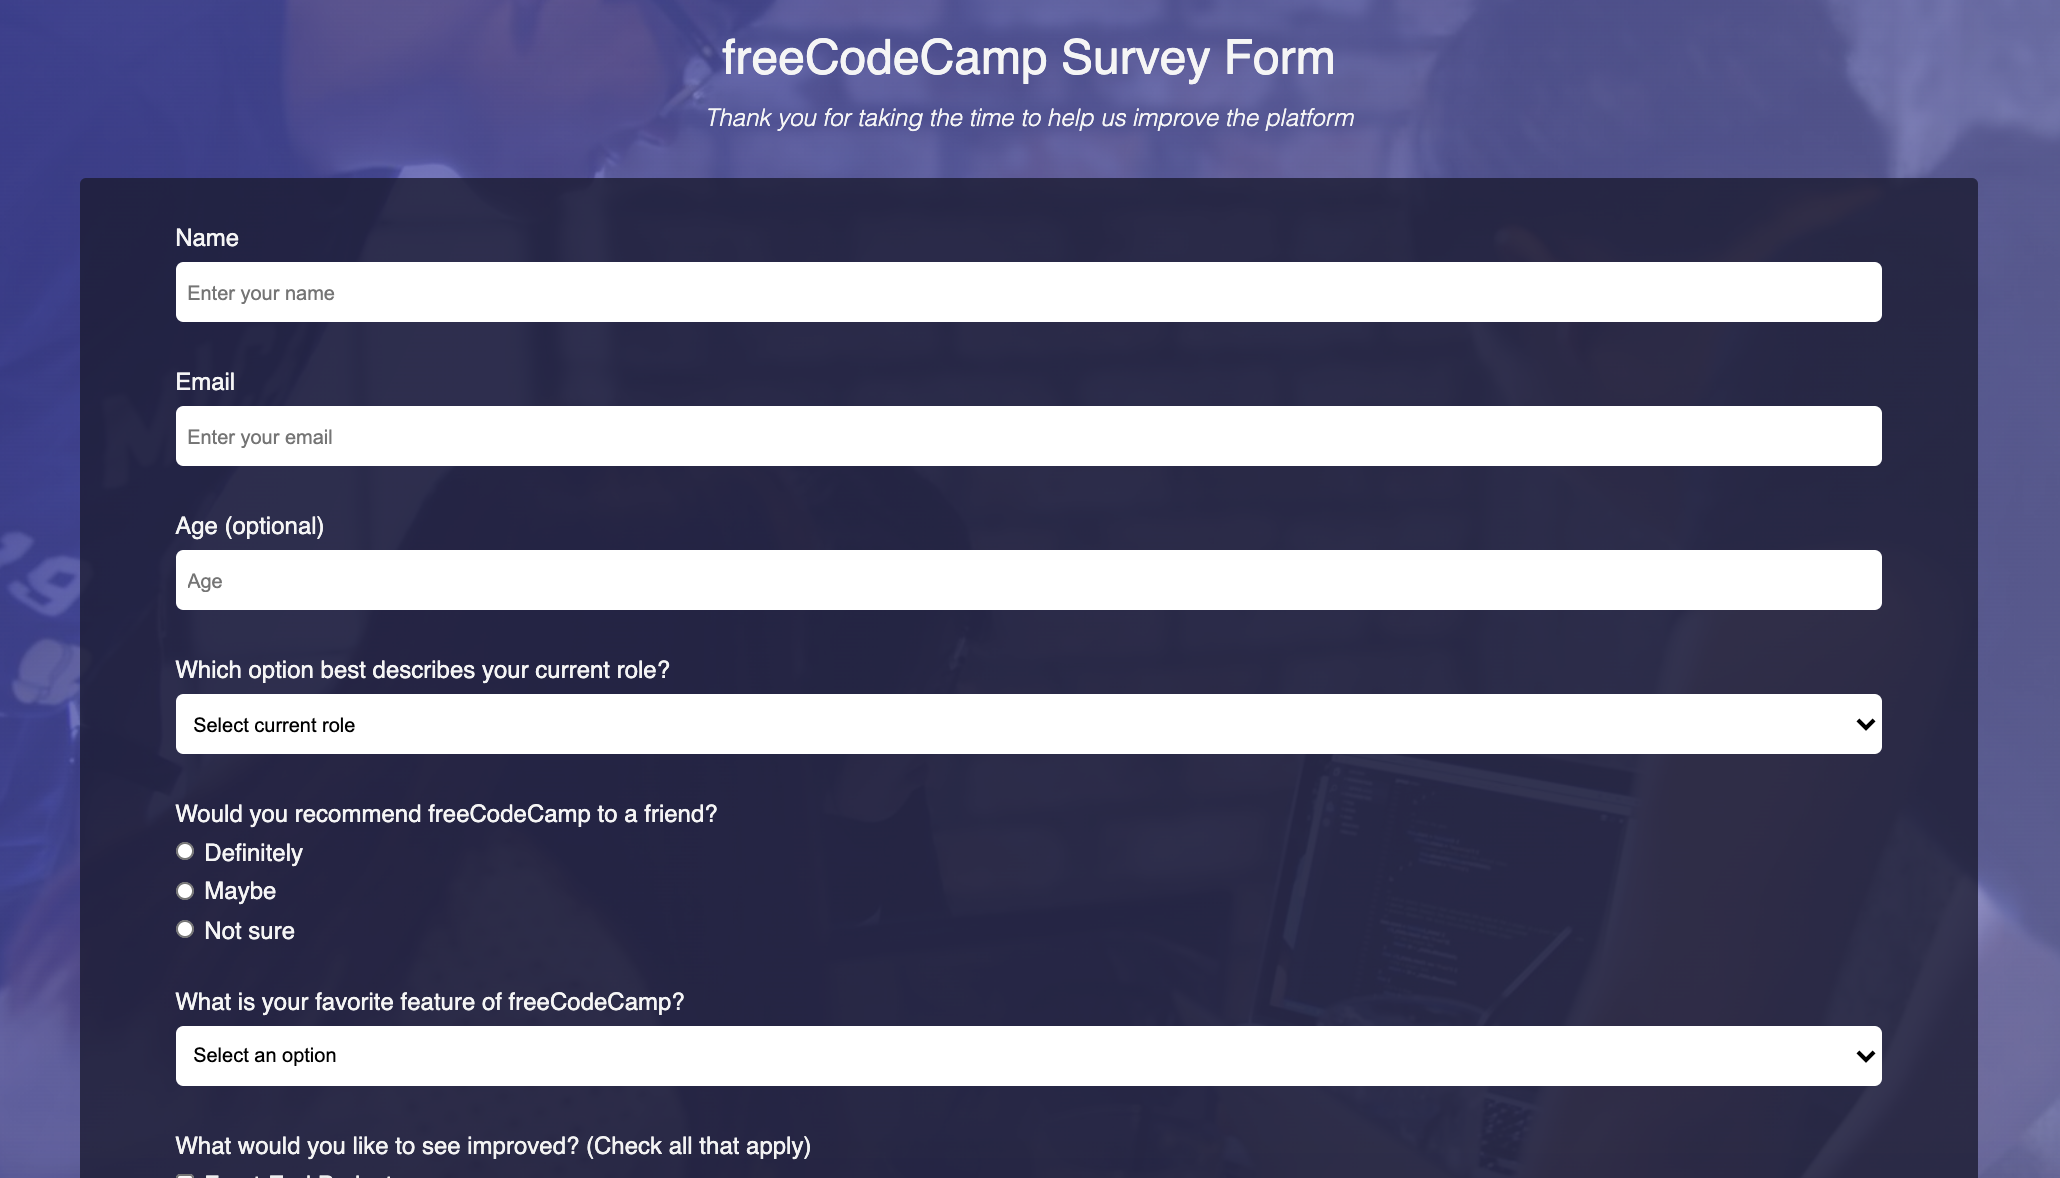 freeCodeCamp Survey Form
Thank you for taking the time to help us improve the platform
Name
Enter your name
Email
Enter your email
Age (optional)
Age
Which option best describes your current role?
Select current role
Would you recommend freeCodeCamp to a friend?
Definitely
Maybe
Not sure
What is your favorite feature of freeCodeCamp?
Select an option
What would you like to see improved? (Check all that apply)